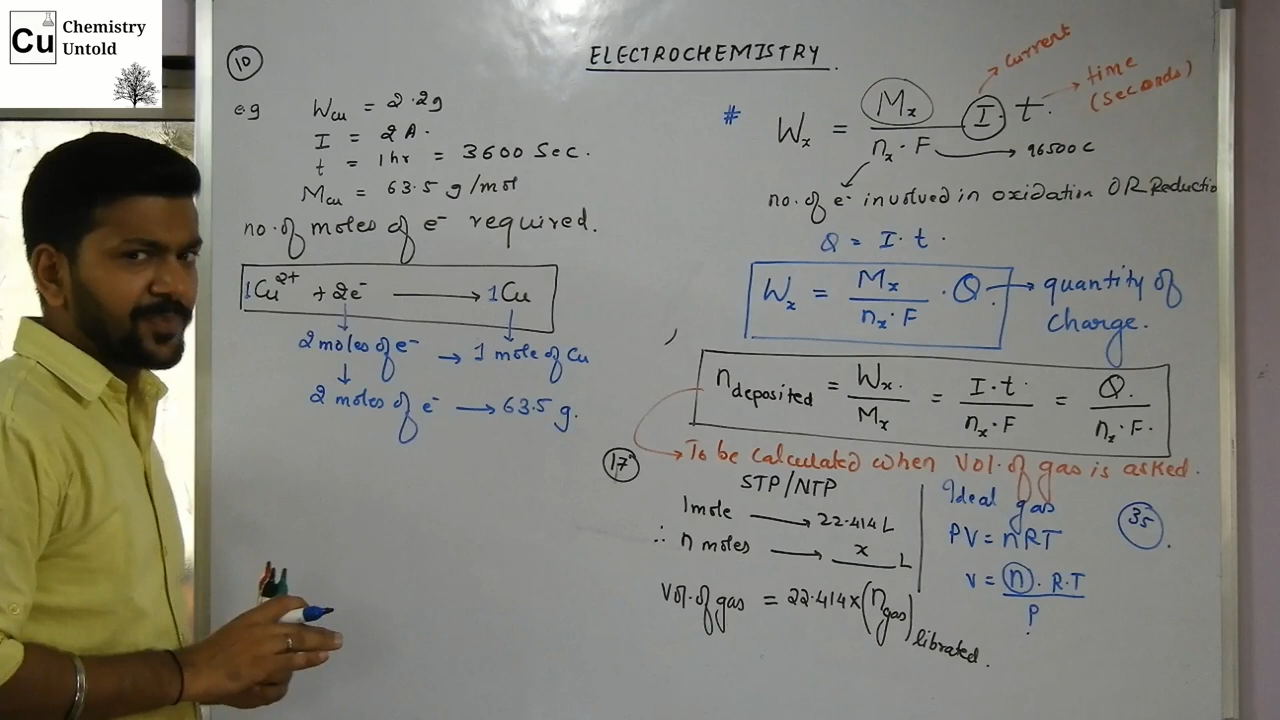 Cu Chemistry
Untold
ELECTROCHEMISTRY
10
e.g W_Cu = 2.2g
I = 2A.
t = 1hr = 3600 Sec.
M_Cu = 63.5 g/mol
no. of moles of e⁻ required.
1Cu²⁺ + 2e⁻ → 1Cu
2 moles of e⁻ → 1 mole of Cu
2 moles of e⁻ → 63.5 g.
current
time
(seconds)
# W_x = M_x I. t. / n_x · F
→ 96500 C
no. of e⁻ involved in oxidation OR Reductio
Q = I. t.
W_x = M_x / n_x · F . Q. → quantity of
charge.
n_deposited = W_x. / M_x = I. t. / n_x · F = Q. / n_x · F.
→ To be calculated when Vol. of gas is asked.
17
STP/NTP
1mole → 22.414 L
∴ n moles → x L
Vol. of gas = 22.414 x (n_gas) librated.
Ideal gas
PV = nRT
V = n. R.T / P
35.